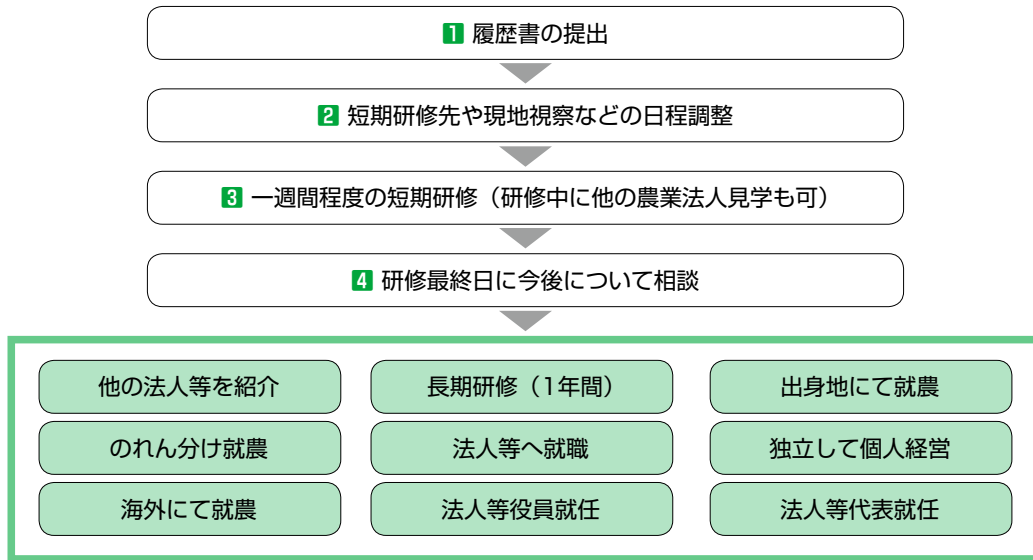 1 履歴書の提出
2 短期研修先や現地視察などの日程調整
3 一週間程度の短期研修（研修中に他の農業法人見学も可）
4 研修最終日に今後について相談
他の法人等を紹介
長期研修（1年間）
出身地にて就農
のれん分け就農
法人等へ就職
独立して個人経営
海外にて就農
法人等役員就任
法人等代表就任